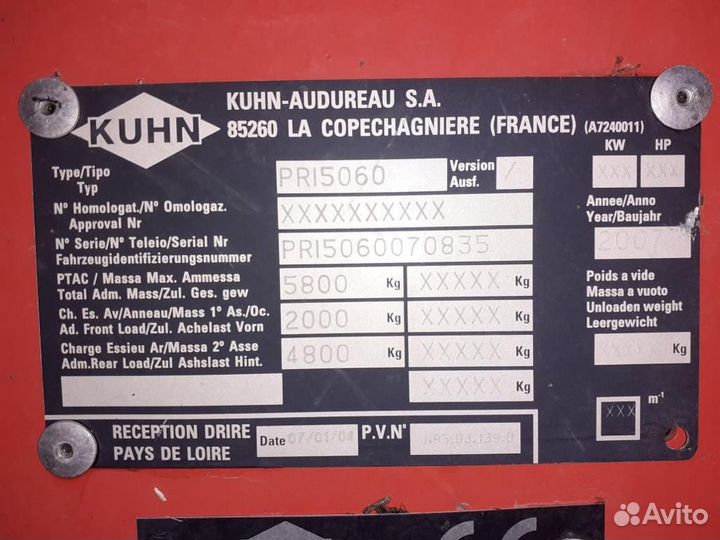 KUHN
KUHN-AUDUREAU S.A.
85260 LA COPECHAGNIERE (FRANCE) (A7240011)
KW HP
XXX XXX
Type/Tipo
Typ
PRI5060
Version
Ausf.
/
N° Homologat./N° Omologaz.
Approval Nr
XXXXXXXXXX
Annee/Anno
Year/Baujahr
2007
N° Serie/N° Teleio/Serial Nr
Fahrzeugidentifizierungsnummer
PRI5060070835
PTAC / Massa Max. Ammessa
Total Adm. Mass/Zul. Ges. gew
5800 Kg XXXXX Kg
Poids a vide
Massa a vuoto
Unloaden weight
Leergewicht
Kg
Ch. Es. Av/Anneau/Mass 1° As./Oc.
Ad. Front Load/Zul. Achelast Vorn
2000 Kg XXXXX Kg
Charge Essieu Ar/Massa 2° Asse
Adm.Rear Load/Zul Ashslast Hint.
4800 Kg XXXXX Kg
XXXXX Kg
XXX m-1
RECEPTION DRIRE
PAYS DE LOIRE
Date 07/01/04 P.V.N°
Avito